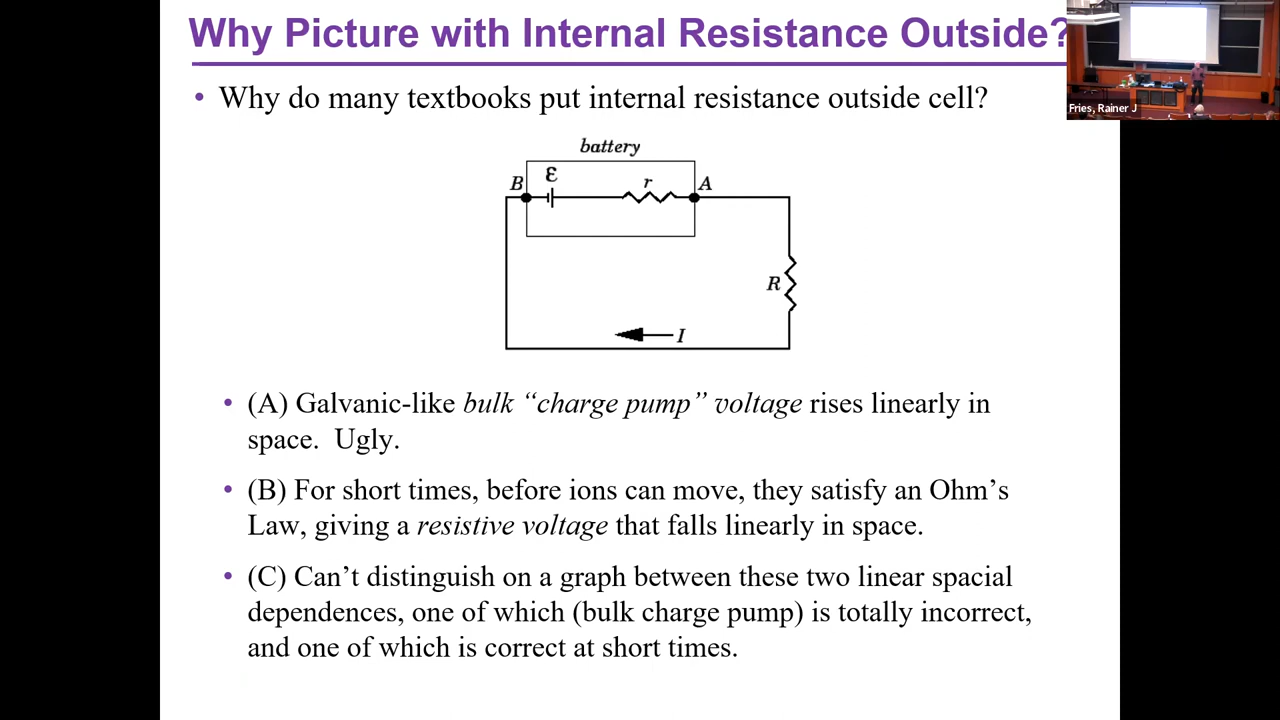 Why Picture with Internal Resistance Outside?
Fries, Rainer J
• Why do many textbooks put internal resistance outside cell?
battery
B ε r A
R
I
• (A) Galvanic-like bulk “charge pump” voltage rises linearly in
space.  Ugly.
• (B) For short times, before ions can move, they satisfy an Ohm’s
Law, giving a resistive voltage that falls linearly in space.
• (C) Can’t distinguish on a graph between these two linear spacial
dependences, one of which (bulk charge pump) is totally incorrect,
and one of which is correct at short times.